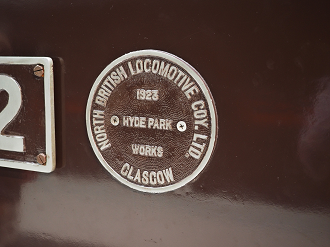 2
NORTH BRITISH LOCOMOTIVE COY. LTD.
1923
HYDE PARK
WORKS
GLASGOW